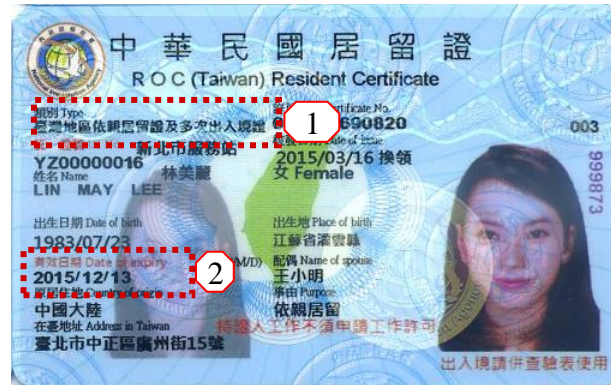 中華民國居留證
R O C (Taiwan) Resident Certificate
類別 Type
臺灣地區依親居留證及多次出入境證
1
690820
003
新北市服務站
2015/03/16 換領
YZ00000016
姓名 Name
林美麗
女 Female
LIN MAY LEE
9999873
出生日期 Date of birth
出生地 Place of birth
1983/07/23
江蘇省灌雲縣
有效日期 Date of expiry
M/D)
配偶 Name of spouse
2015/12/13
2
王小明
事由 Purpose
中國大陸
依親居留
在臺地址 Address in Taiwan
持證人工作不須申請工作許可
臺北市中正區廣州街15號
出入境請併查驗表使用